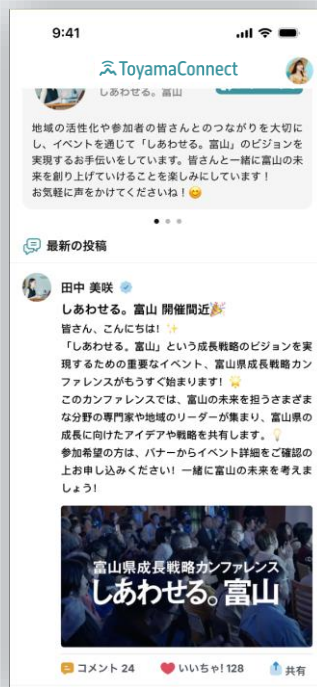 9:41
ToyamaConnect
しあわせる。富山
地域の活性化や参加者の皆さんとのつながりを大切に
し、イベントを通じて「しあわせる。富山」のビジョンを
実現するお手伝いをしています。皆さんと一緒に富山の未
来を創り上げていけることを楽しみにしています！
お気軽に声をかけてくださいね！😊
最新の投稿
田中 美咲
しあわせる。富山 開催間近🎉
皆さん、こんにちは! ✨
「しあわせる。富山」という成長戦略のビジョンを実
現するための重要なイベント、富山県成長戦略カン
ファレンスがもうすぐ始まります! 🌟
このカンファレンスでは、富山の未来を担うさまざま
な分野の専門家や地域のリーダーが集まり、富山県の
成長に向けたアイデアや戦略を共有します。💡
参加希望の方は、バナーからイベント詳細をご確認の
上お申し込みください! 一緒に富山の未来を考えま
しょう!
富山県成長戦略カンファレンス
しあわせる。富山
コメント 24 いいちゃ! 128 共有